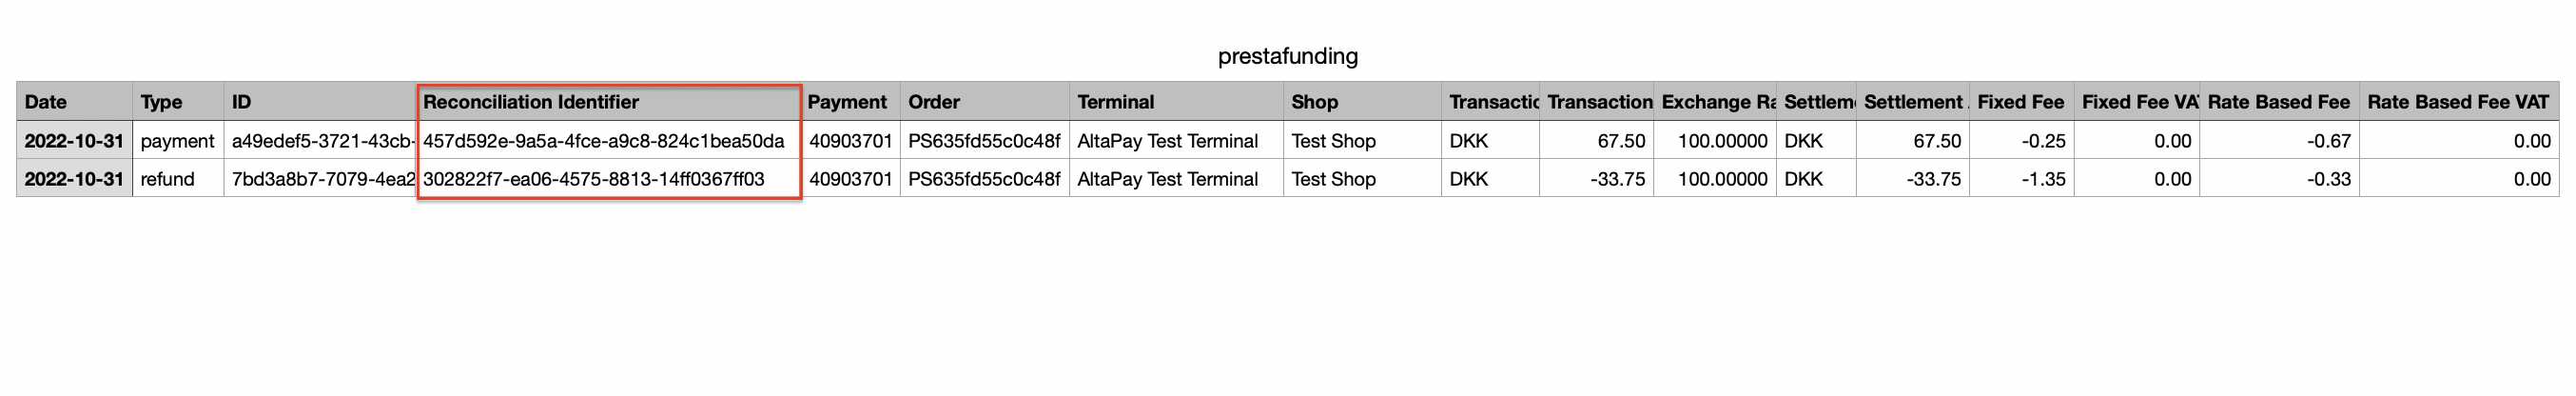 prestafunding
Date Type ID Reconciliation Identifier Payment Order Terminal Shop Transactic Transaction Exchange Ra Settlem Settlement Fixed Fee Fixed Fee VA Rate Based Fee Rate Based Fee VAT
2022-10-31 payment a49edef5-3721-43cb- 457d592e-9a5a-4fce-a9c8-824c1bea50da 40903701 PS635fd55c0c48f AltaPay Test Terminal Test Shop DKK 67.50 100.00000 DKK 67.50 -0.25 0.00 -0.67 0.00
2022-10-31 refund 7bd3a8b7-7079-4ea2 302822f7-ea06-4575-8813-14ff0367ff03 40903701 PS635fd55c0c48f AltaPay Test Terminal Test Shop DKK -33.75 100.00000 DKK -33.75 -1.35 0.00 -0.33 0.00